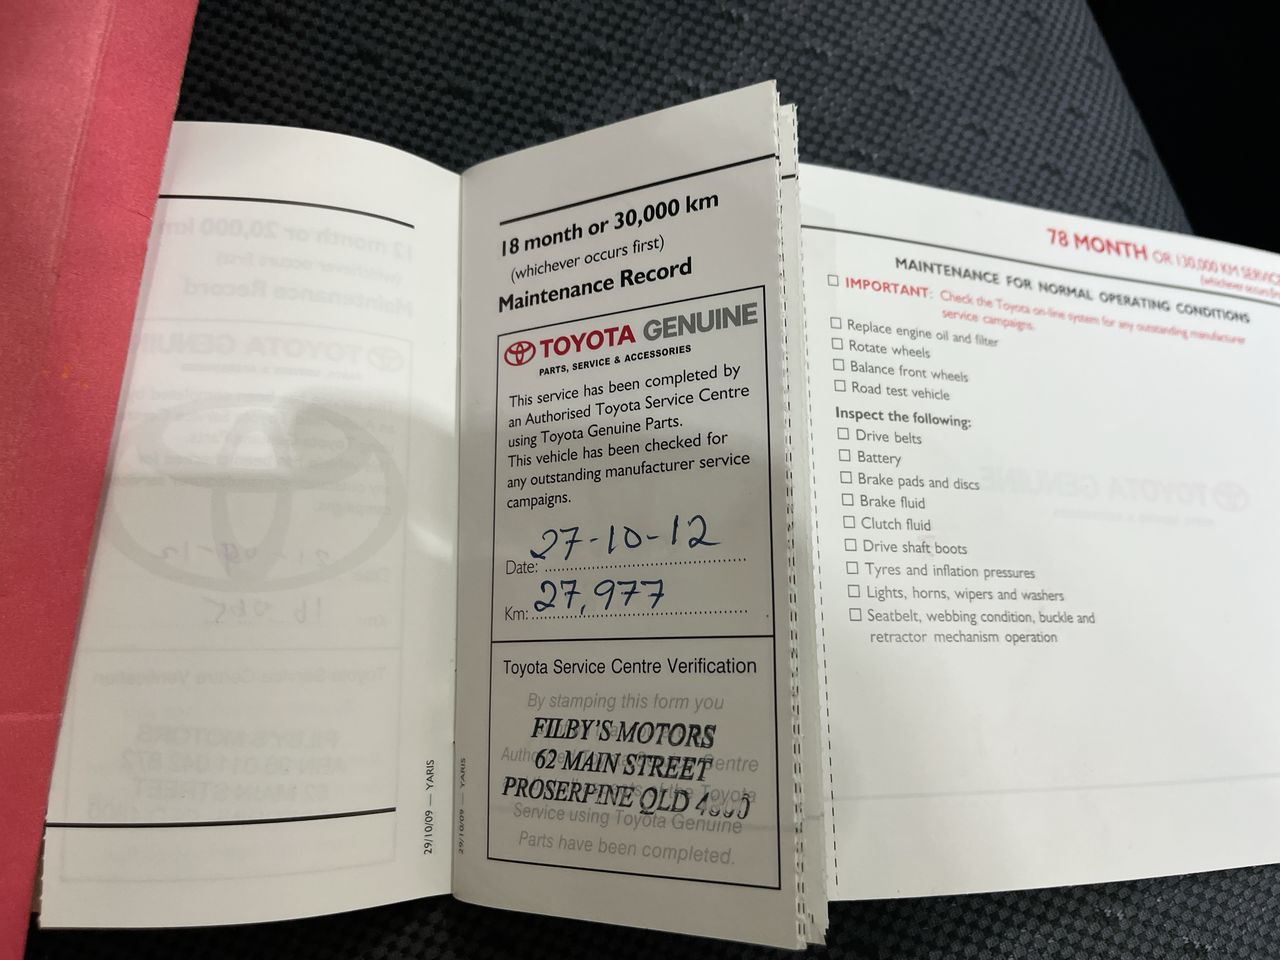 18 month or 30,000 km
(whichever occurs first)
Maintenance Record
TOYOTA GENUINE
PARTS, SERVICE & ACCESSORIES
This service has been completed by
an Authorised Toyota Service Centre
using Toyota Genuine Parts.
This vehicle has been checked for
any outstanding manufacturer service
campaigns.
Date: 27-10-12
Km: 27,977
Toyota Service Centre Verification
By stamping this form you
FILBY'S MOTORS
62 MAIN STREET
PROSERPINE QLD
Service using Toyota Genuine
Parts have been completed.
29/10/09 — YARIS
29/10/09 — YARIS
78 MONTH OR 130,000 KM SERVICE
(whichever occurs
MAINTENANCE FOR NORMAL OPERATING CONDITIONS
☐ IMPORTANT: Check the Toyota on-line system for any outstanding manufacturer
service campaigns.
☐ Replace engine oil and filter
☐ Rotate wheels
☐ Balance front wheels
☐ Road test vehicle
Inspect the following:
☐ Drive belts
☐ Battery
☐ Brake pads and discs
☐ Brake fluid
☐ Clutch fluid
☐ Drive shaft boots
☐ Tyres and inflation pressures
☐ Lights, horns, wipers and washers
☐ Seatbelt, webbing condition, buckle and
retractor mechanism operation